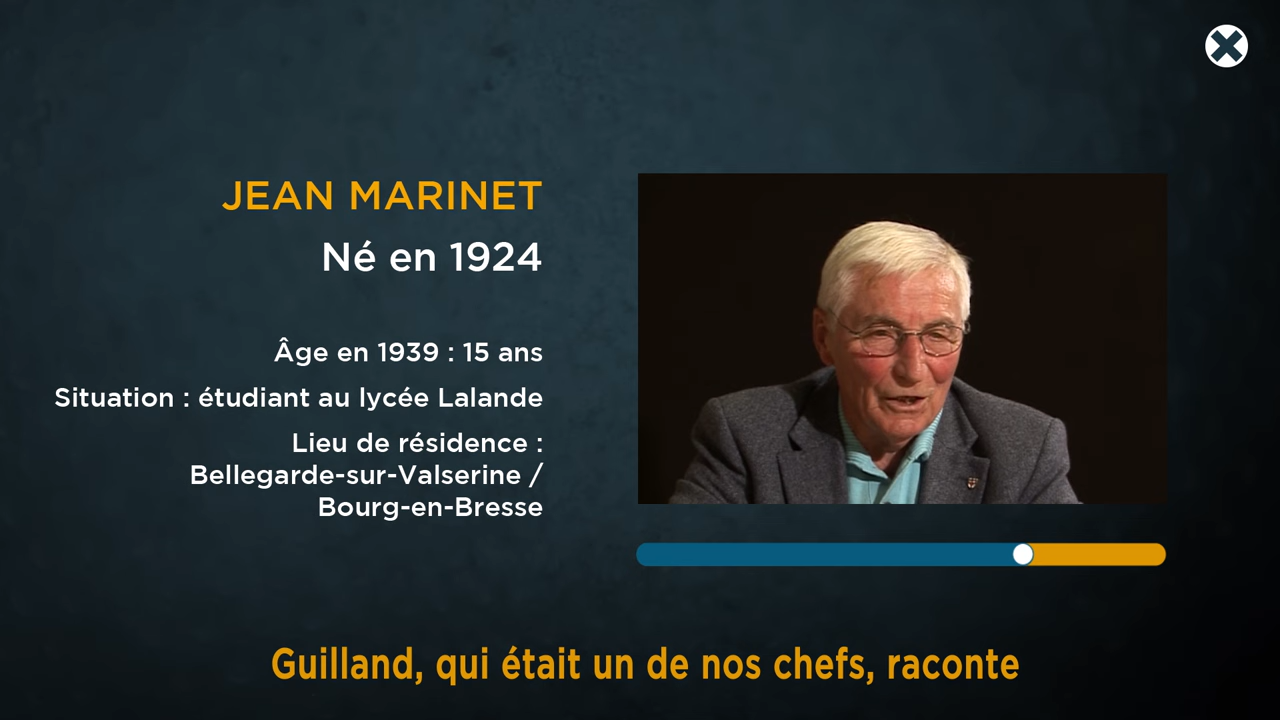 JEAN MARINET
Né en 1924
Âge en 1939 : 15 ans
Situation : étudiant au lycée Lalande
Lieu de résidence :
Bellegarde-sur-Valserine /
Bourg-en-Bresse
Guilland, qui était un de nos chefs, raconte